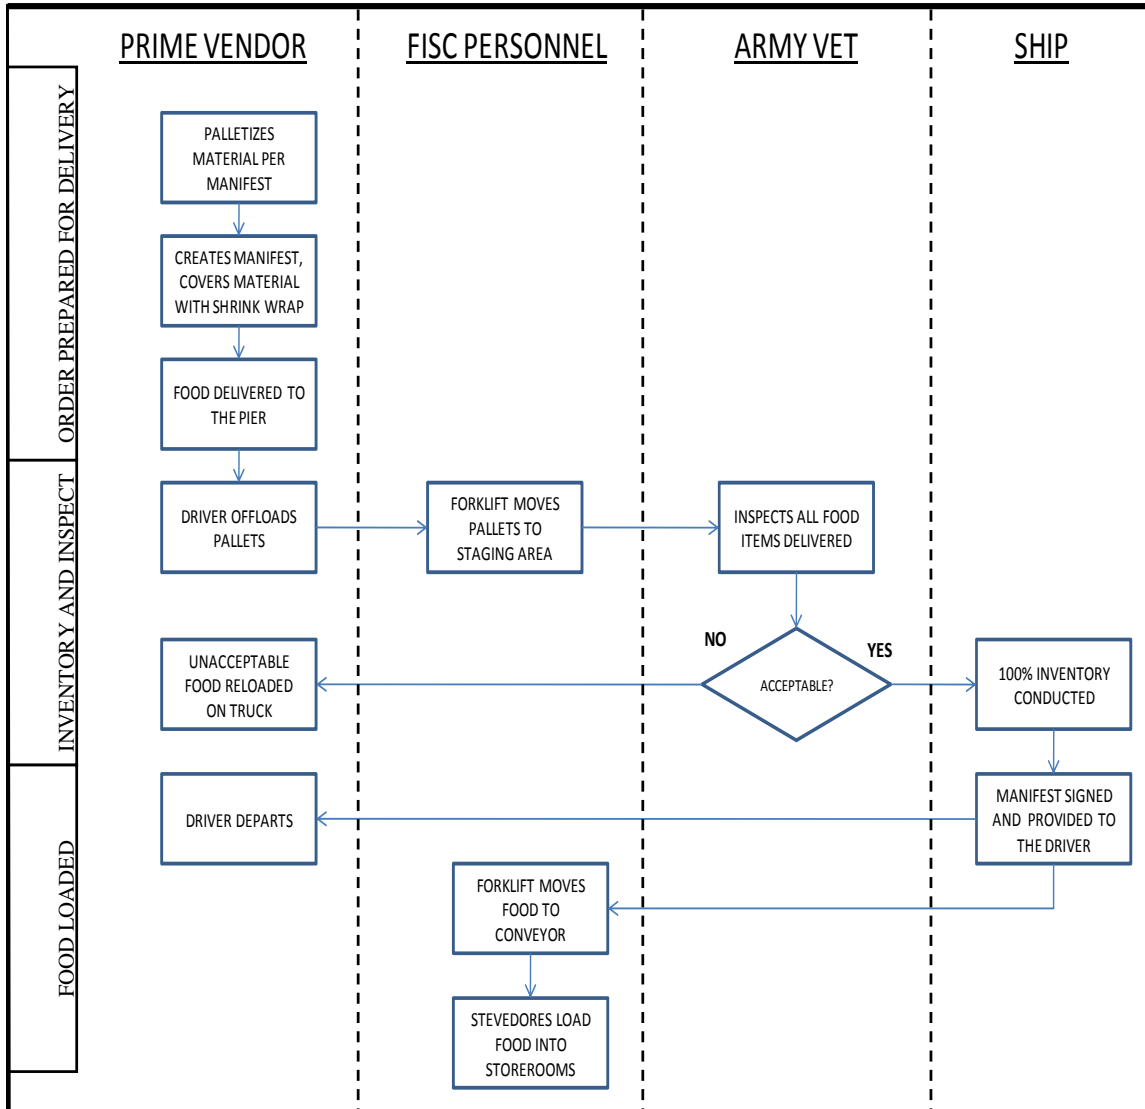 PRIME VENDOR
FISC PERSONNEL
ARMY VET
SHIP
ORDER PREPARED FOR DELIVERY
PALLETIZES
MATERIAL PER
MANIFEST
CREATES MANIFEST,
COVERS MATERIAL
WITH SHRINK WRAP
FOOD DELIVERED TO
THE PIER
INVENTORY AND INSPECT
DRIVER OFFLOADS
PALLETS
FORKLIFT MOVES
PALLETS TO
STAGING AREA
INSPECTS ALL FOOD
ITEMS DELIVERED
NO
YES
ACCEPTABLE?
UNACCEPTABLE
FOOD RELOADED
ON TRUCK
100% INVENTORY
CONDUCTED
FOOD LOADED
DRIVER DEPARTS
MANIFEST SIGNED
AND PROVIDED TO
THE DRIVER
FORKLIFT MOVES
FOOD TO
CONVEYOR
STEVEDORES LOAD
FOOD INTO
STOREROOMS